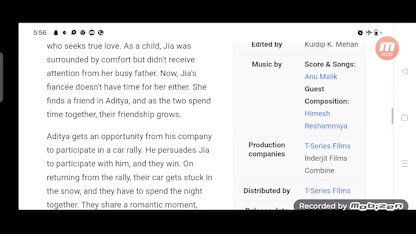 5:56
who seeks true love. As a child, Jia was
surrounded by comfort but didn't receive
attention from her busy father. Now, Jia's
fiancée doesn't have time for her either. She
finds a friend in Aditya, and as the two spend
time together, their friendship grows.
Aditya gets an opportunity from his company
to participate in a car rally. He persuades Jia
to participate with him, and they win. On
returning from the rally, their car gets stuck
in the snow, and they have to spend the night
together. They share a romantic moment,
Edited by Kuldip K. Mehan
Music by Score & Songs:
Anu Malik
Guest
Composition:
Himesh
Reshammiya
Production T-Series Films
companies Inderjit Films
Combine
Distributed by T-Series Films
Recorded by Mobizen